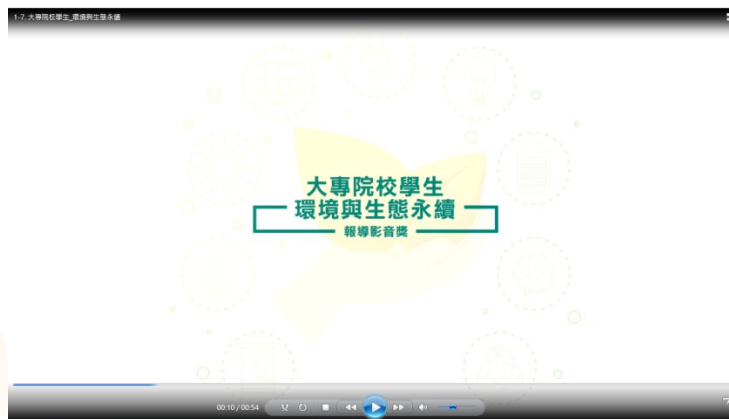 1-7. 大專院校學生_環境與生態永續
大專院校學生
環境與生態永續
報導影音獎
00:10 / 00:54